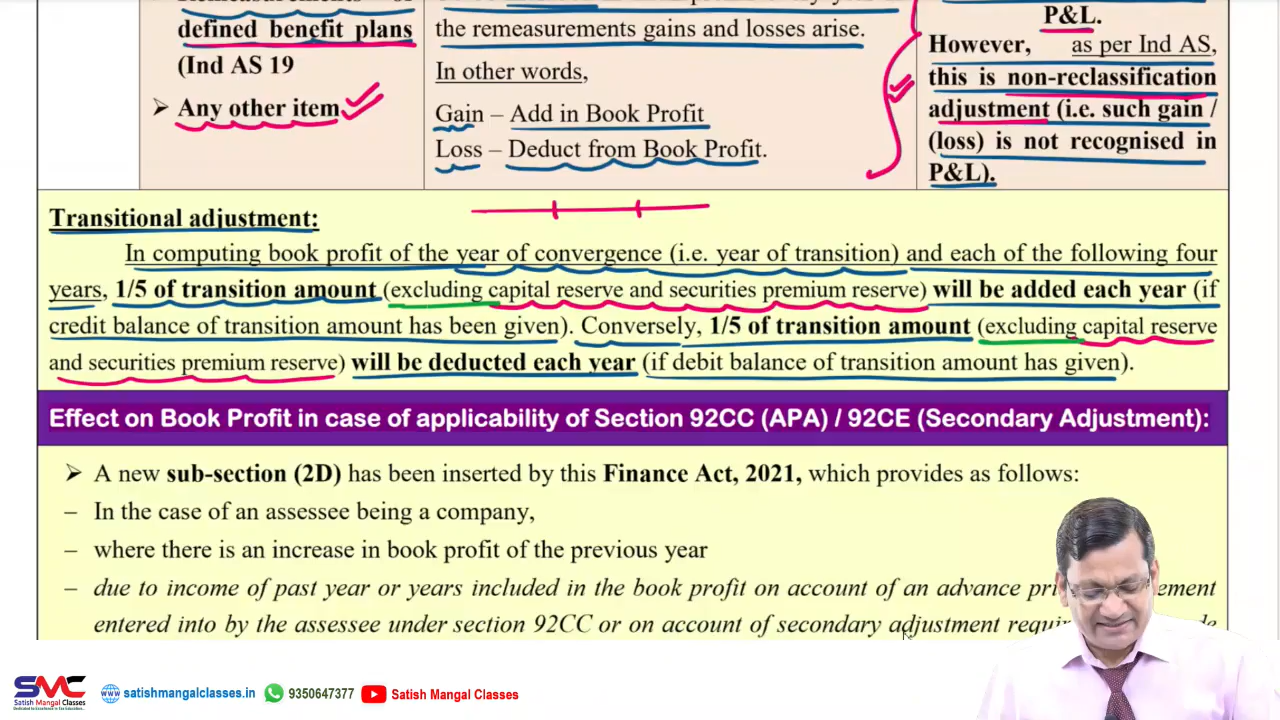 defined benefit plans
(Ind AS 19
➢ Any other item
the remeasurements gains and losses arise.
In other words,
Gain – Add in Book Profit
Loss – Deduct from Book Profit.
P&L.
However, as per Ind AS,
this is non-reclassification
adjustment (i.e. such gain /
(loss) is not recognised in
P&L).
Transitional adjustment:
In computing book profit of the year of convergence (i.e. year of transition) and each of the following four
years, 1/5 of transition amount (excluding capital reserve and securities premium reserve) will be added each year (if
credit balance of transition amount has been given). Conversely, 1/5 of transition amount (excluding capital reserve
and securities premium reserve) will be deducted each year (if debit balance of transition amount has given).
Effect on Book Profit in case of applicability of Section 92CC (APA) / 92CE (Secondary Adjustment):
➢ A new sub-section (2D) has been inserted by this Finance Act, 2021, which provides as follows:
– In the case of an assessee being a company,
– where there is an increase in book profit of the previous year
– due to income of past year or years included in the book profit on account of an advance
entered into by the assessee under section 92CC or on account of secondary adjustment
SMC
Satish Mangal Classes
www.satishmangalclasses.in
9350647377
Satish Mangal Classes